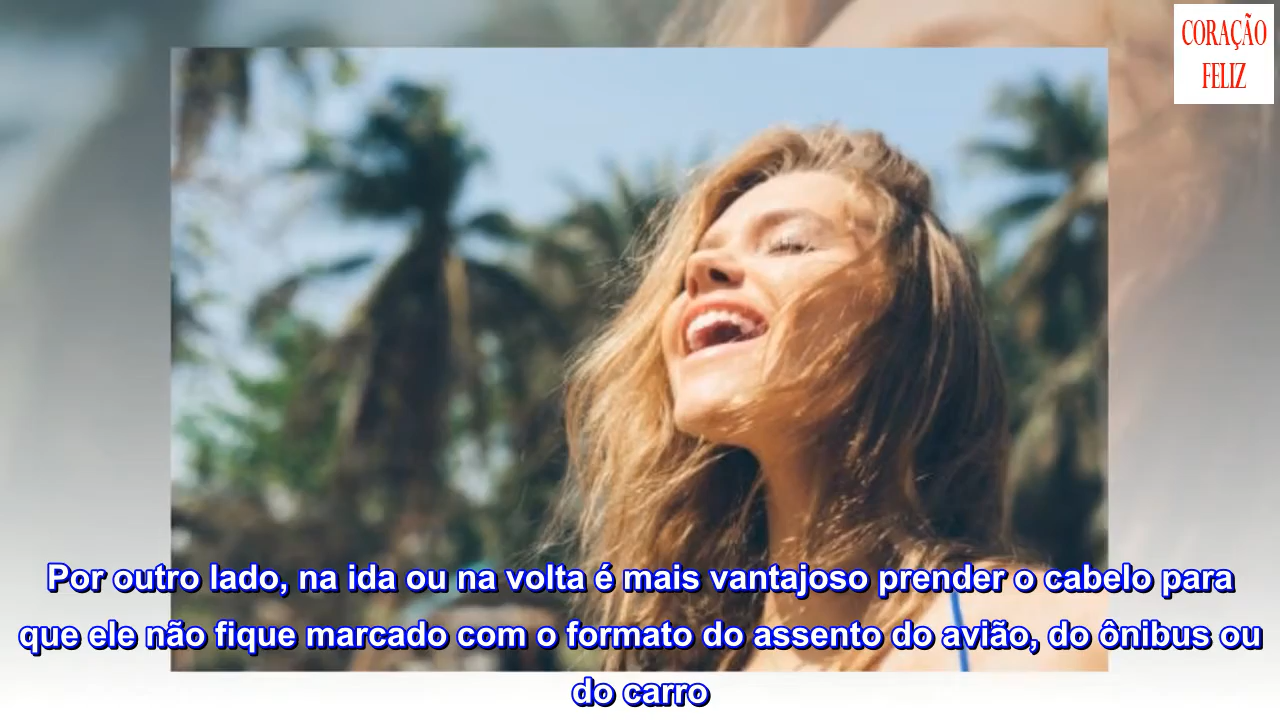 CORAÇÃO
FELIZ
Por outro lado, na ida ou na volta é mais vantajoso prender o cabelo para
que ele não fique marcado com o formato do assento do avião, do ônibus ou
do carro